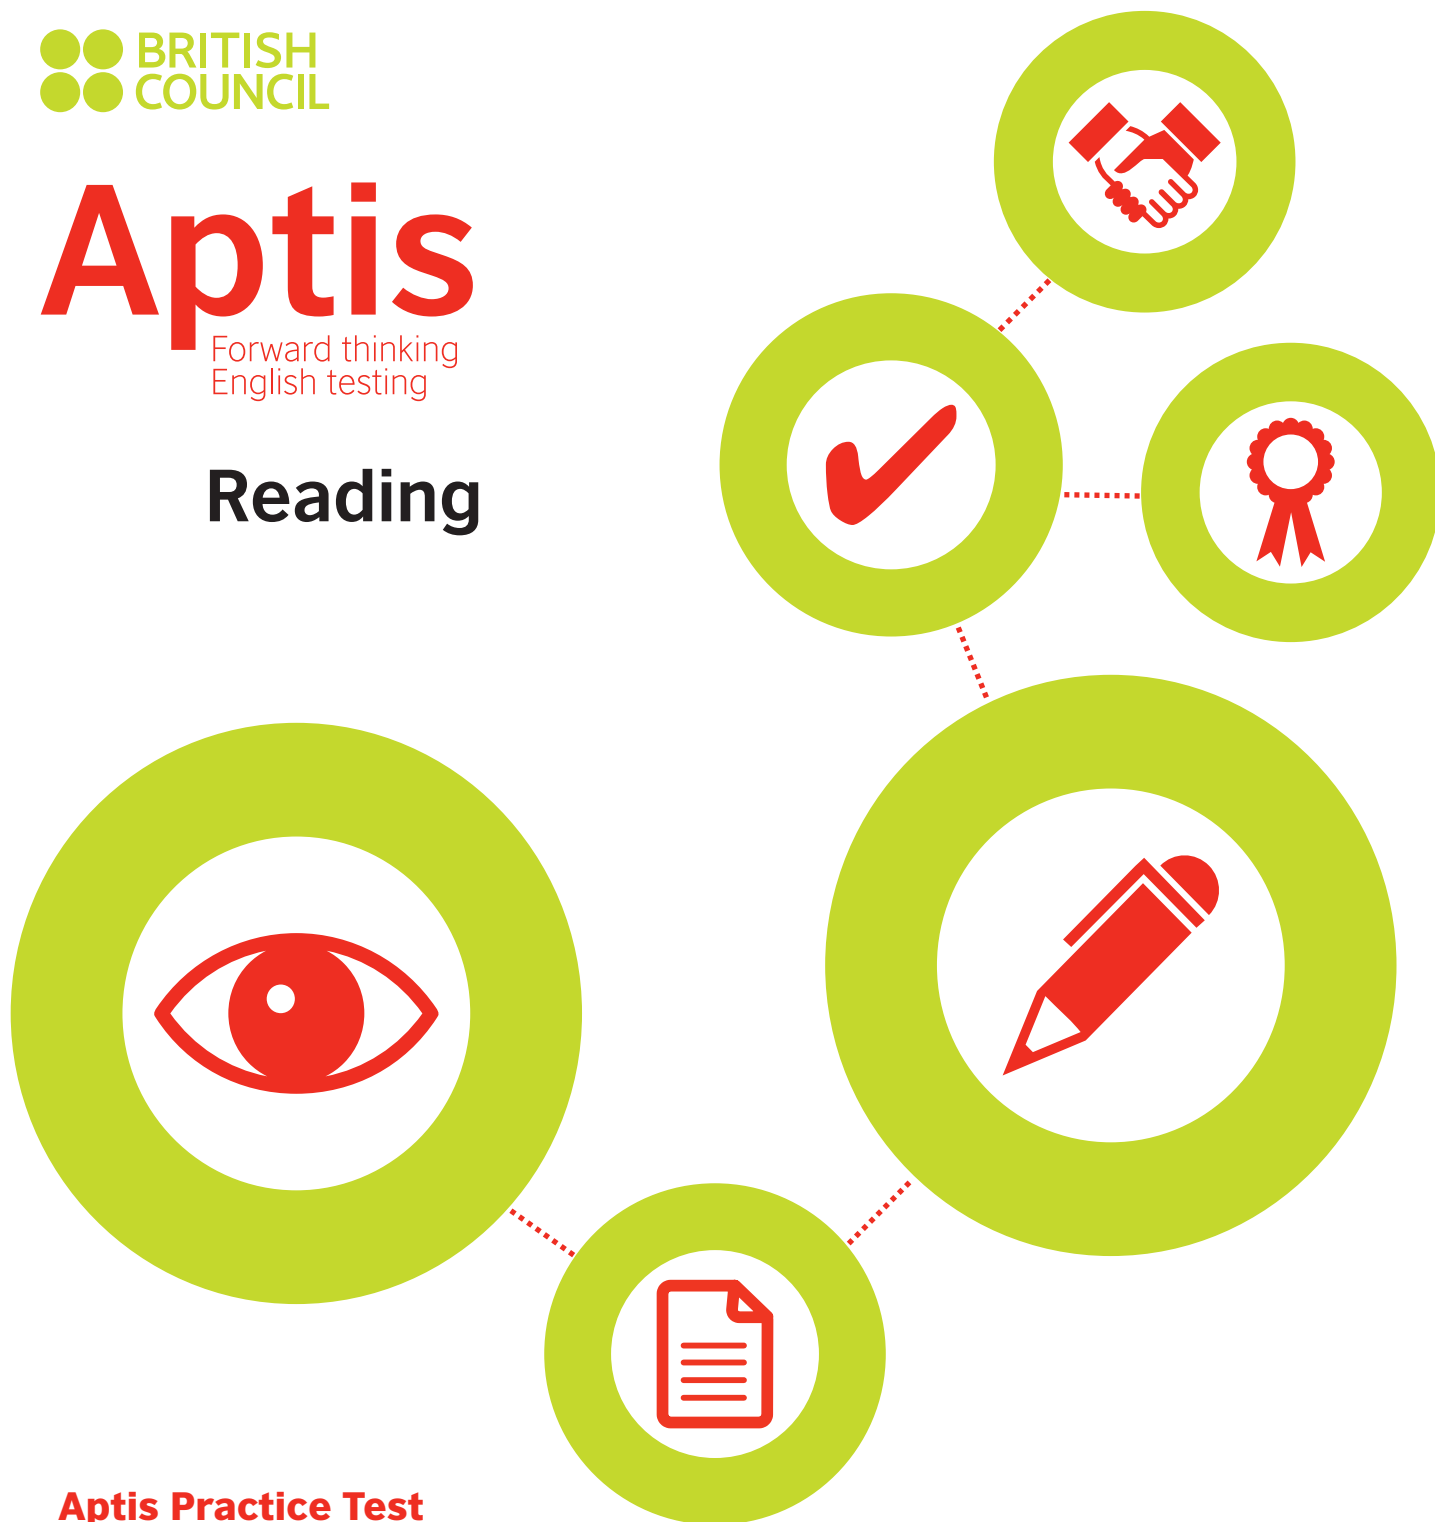 BRITISH
COUNCIL
Aptis
Forward thinking
English testing
Reading
Aptis Practice Test